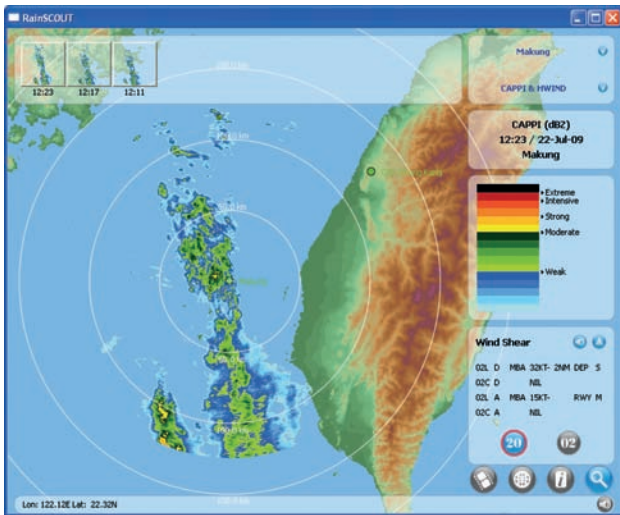 RainSCOUT
12:23 12:17 12:11
Makung
CAPPI & HWIND
CAPPI (dBZ)
12:23 / 22-Jul-09
Makung
Extreme
Intensive
Strong
Moderate
Weak
Wind Shear
02L D MBA 32KT- 2NM DEP S
02C D NIL
02L A MBA 15KT- RWY M
02C A NIL
20 02
Lon: 122.12E Lat: 22.32N